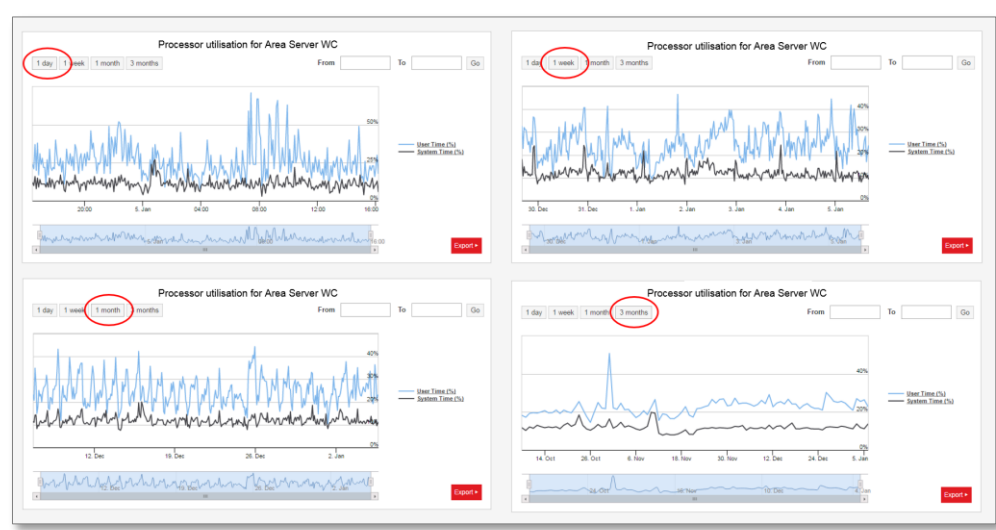 Processor utilisation for Area Server WC
1 day 1 week 1 month 3 months From To Go
50%
25%
0%
User Time (%)
System Time (%)
20:00 5. Jan 04:00 08:00 12:00 16:00
16:00
Export
Processor utilisation for Area Server WC
1 day 1 week 1 month 3 months From To Go
40%
30%
20%
0%
User Time (%)
System Time (%)
30. Dec 31. Dec 1. Jan 2. Jan 3. Jan 4. Jan 5. Jan
Export
Processor utilisation for Area Server WC
1 day 1 week 1 month months From To Go
40%
30%
20%
0%
User Time (%)
System Time (%)
12. Dec 19. Dec 26. Dec 2. Jan
Export
Processor utilisation for Area Server WC
1 day 1 week 1 month 3 months From To Go
40%
20%
0%
User Time (%)
System Time (%)
14. Oct 26. Oct 6. Nov 18. Nov 30. Nov 12. Dec 24. Dec 5. Jan
Export